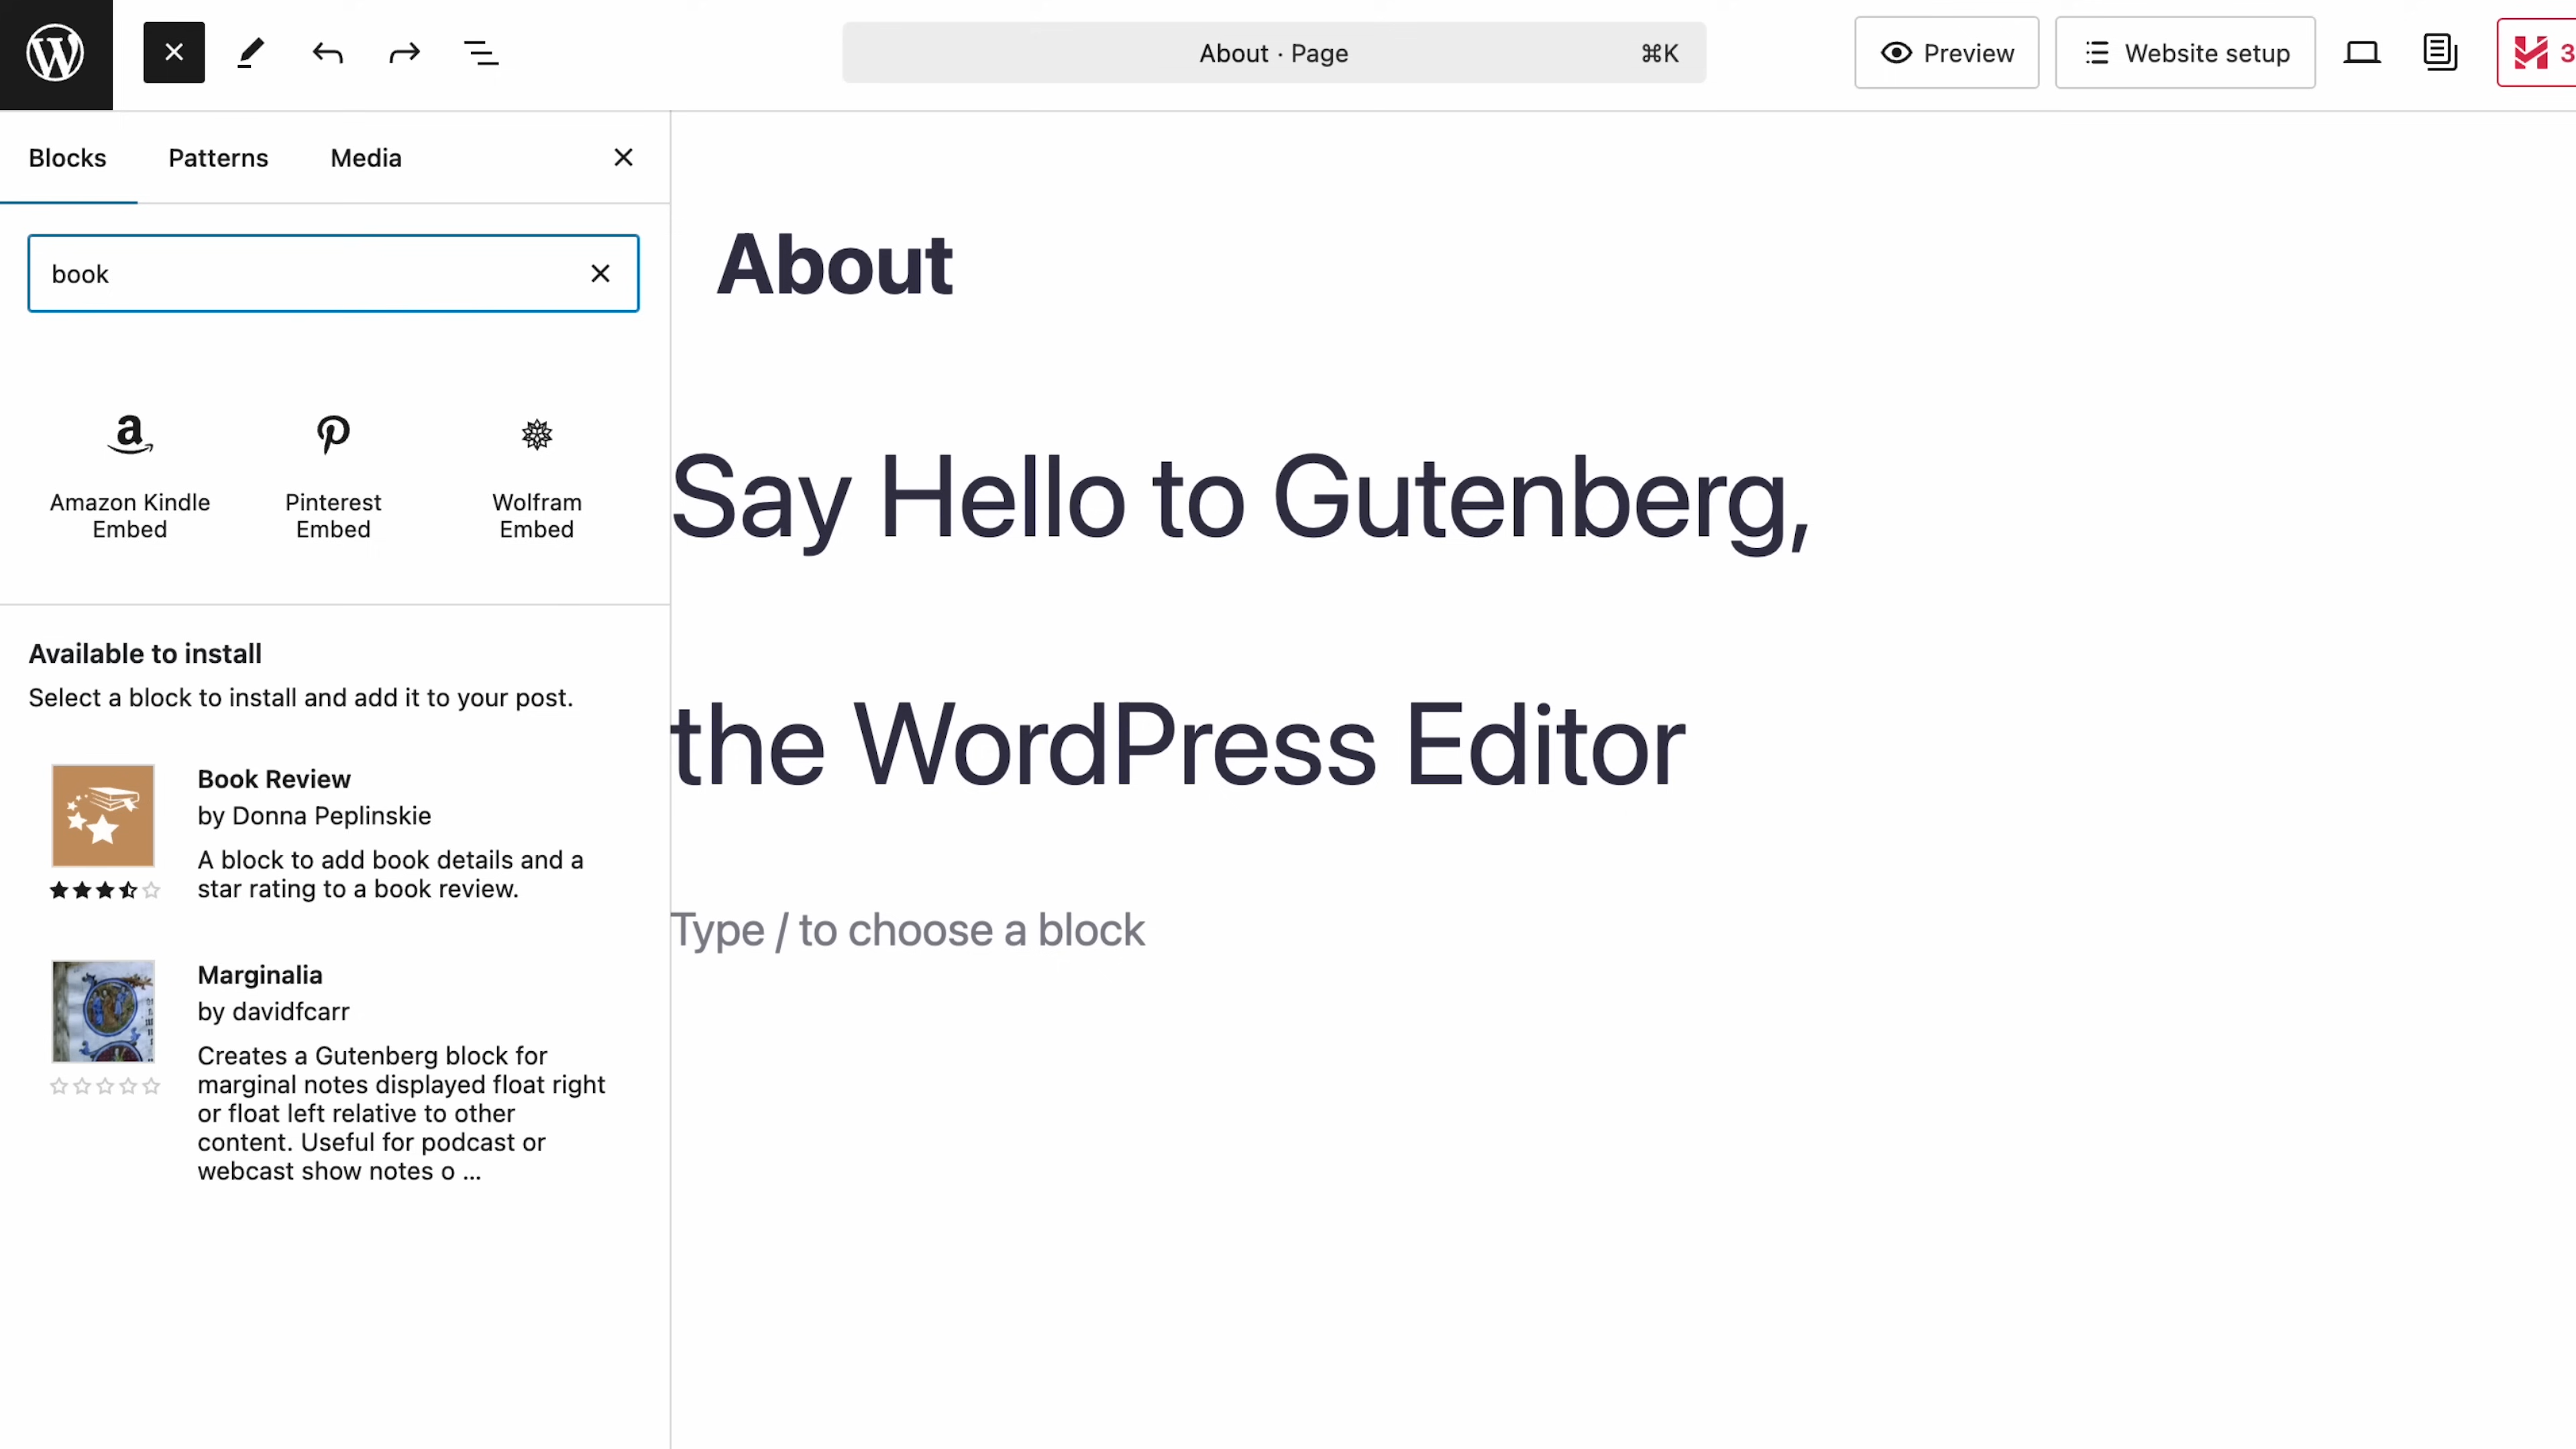 About · Page ⌘K
Preview
Website setup
3
Blocks
Patterns
Media
book
Amazon Kindle
Embed
Pinterest
Embed
Wolfram
Embed
Available to install
Select a block to install and add it to your post.
Book Review
by Donna Peplinskie
A block to add book details and a
star rating to a book review.
Marginalia
by davidfcarr
Creates a Gutenberg block for
marginal notes displayed float right
or float left relative to other
content. Useful for podcast or
webcast show notes o ...
About
Say Hello to Gutenberg,
the WordPress Editor
Type / to choose a block